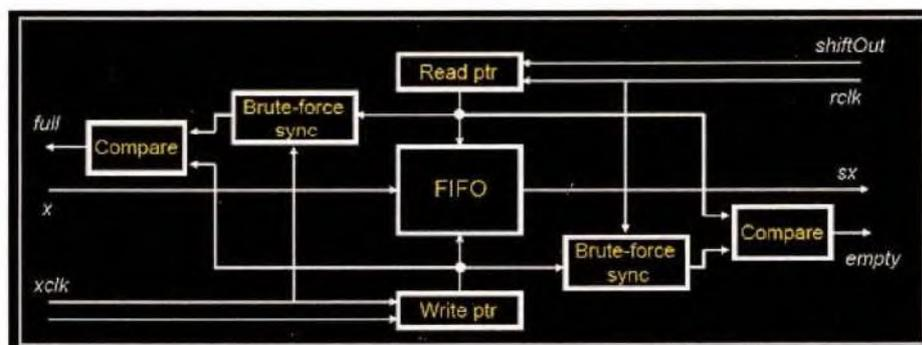 shiftOut
Read ptr
rclk
full
Brute-force
sync
Compare
FIFO
x
sx
Brute-force
sync
Compare
empty
xclk
Write ptr